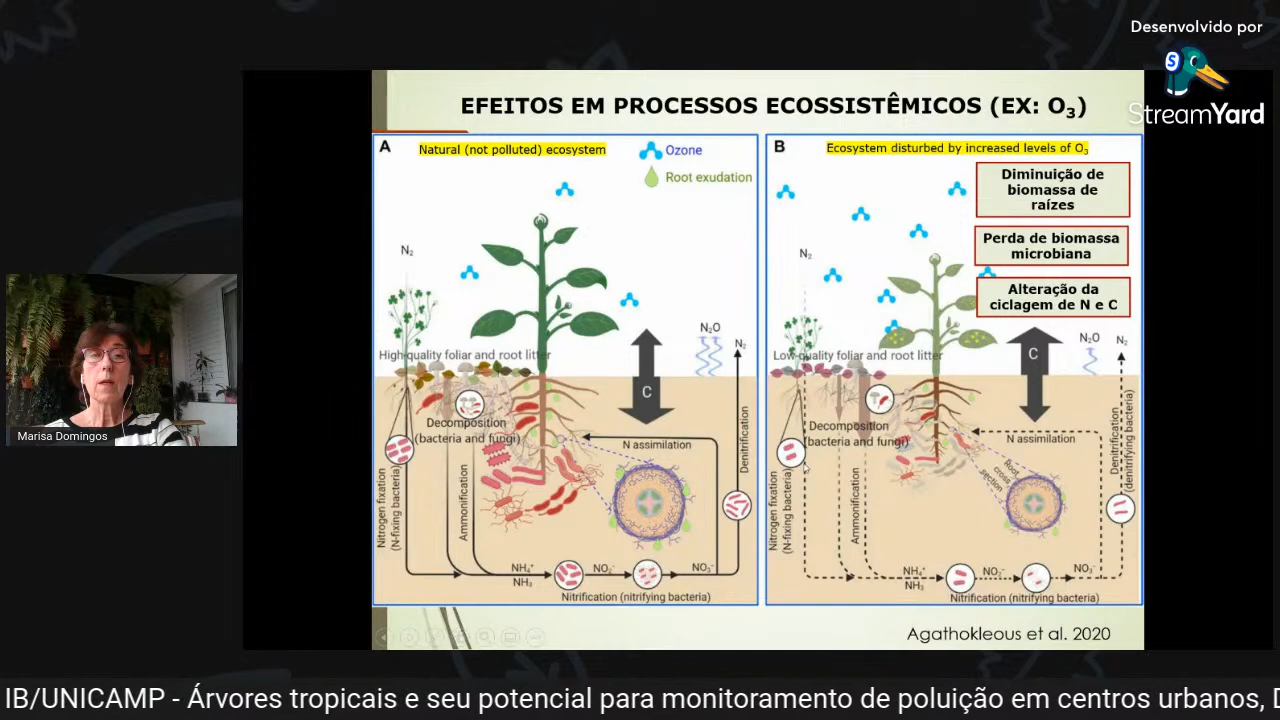 Desenvolvido por
StreamYard
EFEITOS EM PROCESSOS ECOSSISTÊMICOS (EX: O₃)
A
Natural (not polluted) ecosystem
Ozone
Root exudation
N₂
High-quality foliar and root litter
N₂O
N₂
C
Decomposition
(bacteria and fungi)
N assimilation
Nitrogen fixation
(N-fixing bacteria)
Ammonification
Denitrification
NH₄⁺
NH₃
NO₂⁻
NO₃⁻
Nitrification (nitrifying bacteria)
B
Ecosystem disturbed by increased levels of O₃
Diminuição de
biomassa de
raízes
Perda de biomassa
microbiana
Alteração da
ciclagem de N e C
N₂
Low-quality foliar and root litter
C
N₂O
N₂
Decomposition
(bacteria and fungi)
N assimilation
Root
cross
section
Nitrogen fixation
(N-fixing bacteria)
Ammonification
Denitrification
(denitrifying bacteria)
NH₄⁺
NH₃
NO₂⁻
NO₃⁻
Nitrification (nitrifying bacteria)
Agathokleous et al. 2020
Marisa Domingos
IB/UNICAMP - Árvores tropicais e seu potencial para monitoramento de poluição em centros urbanos,